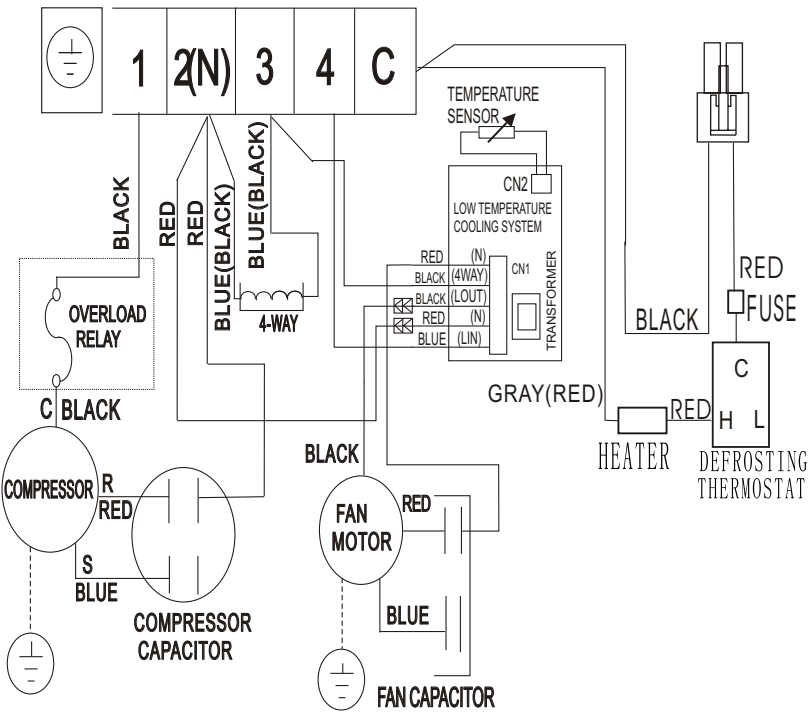 1 2(N) 3 4 C
TEMPERATURE
SENSOR
CN2
LOW TEMPERATURE
COOLING SYSTEM
BLACK
RED
RED
BLUE(BLACK)
BLUE(BLACK)
4-WAY
RED (N)
BLACK (4WAY)
BLACK (LOUT)
RED (N)
BLUE (LIN)
CN1
TRANSFORMER
OVERLOAD
RELAY
RED
FUSE
BLACK
GRAY(RED)
C
H L
RED
HEATER
DEFROSTING
THERMOSTAT
C BLACK
COMPRESSOR
R
RED
S
BLUE
COMPRESSOR
CAPACITOR
BLACK
FAN
MOTOR
RED
BLUE
FAN CAPACITOR